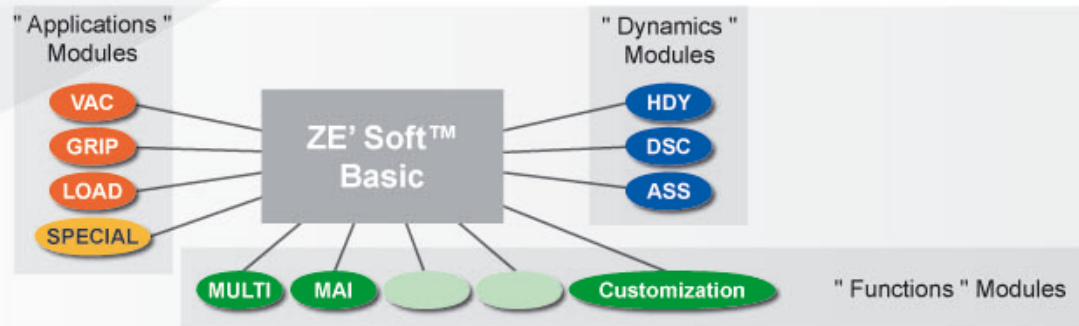 " Applications "
Modules
VAC
GRIP
LOAD
SPECIAL
ZE' Soft™
Basic
" Dynamics "
Modules
HDY
DSC
ASS
MULTI
MAI
Customization
" Functions " Modules